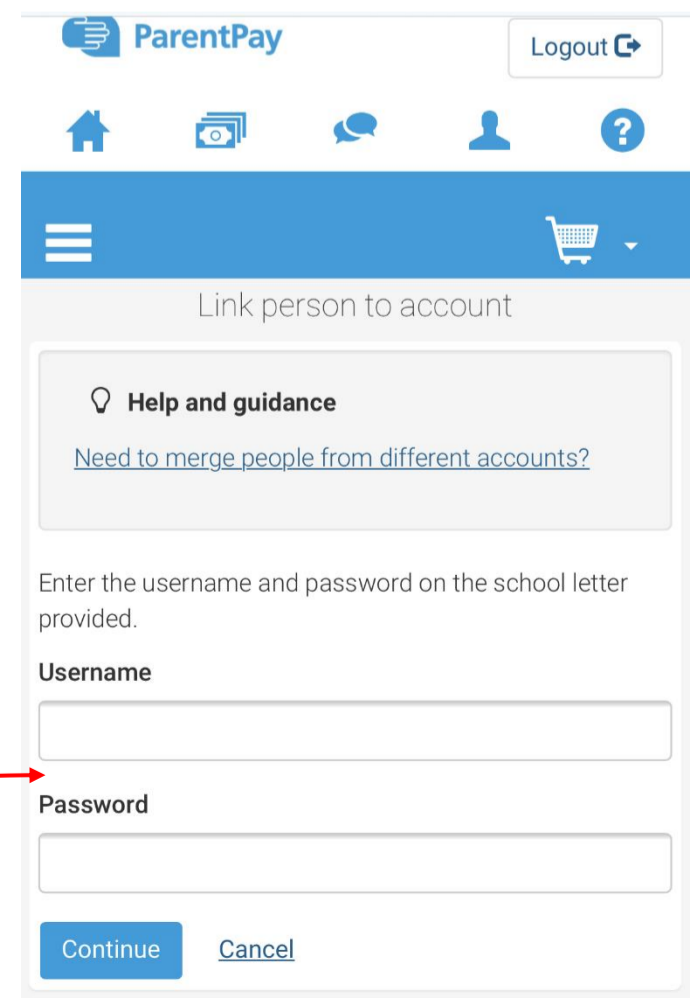 ParentPay
Logout
Link person to account
Help and guidance
Need to merge people from different accounts?
Enter the username and password on the school letter
provided.
Username
Password
Continue
Cancel